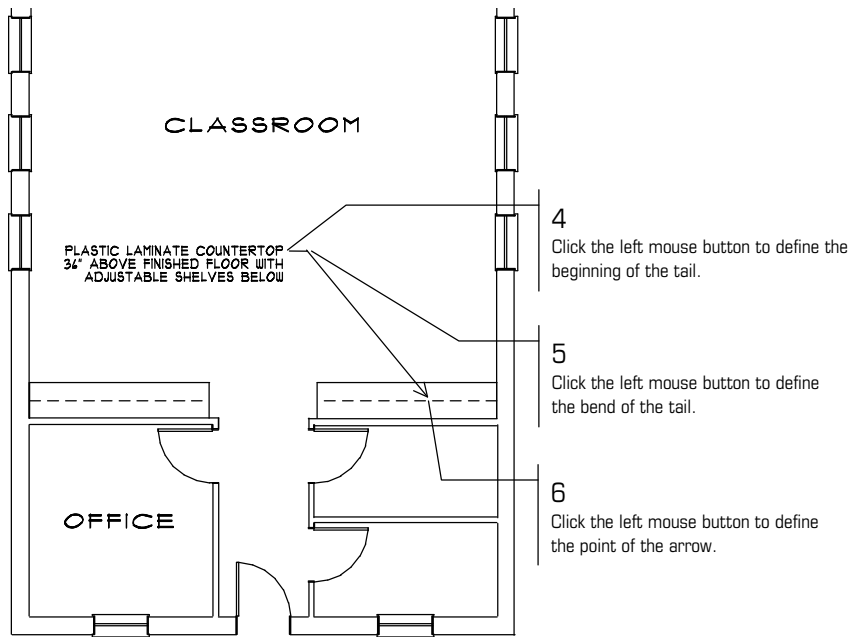 CLASSROOM
PLASTIC LAMINATE COUNTERTOP
36" ABOVE FINISHED FLOOR WITH
ADJUSTABLE SHELVES BELOW
OFFICE
4
Click the left mouse button to define the
beginning of the tail.
5
Click the left mouse button to define
the bend of the tail.
6
Click the left mouse button to define
the point of the arrow.